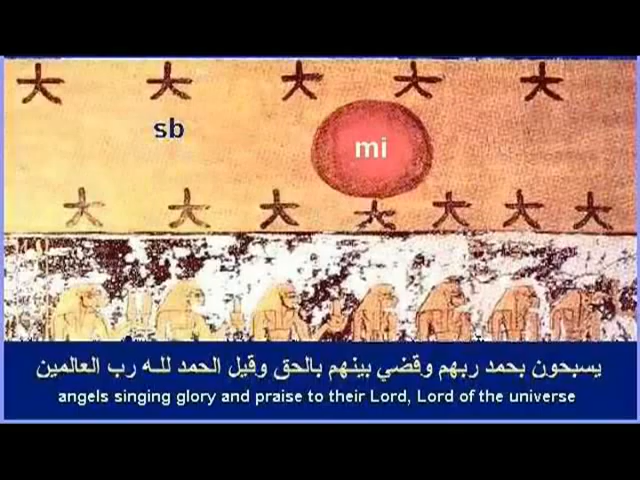 sb
mi
يسبحون بحمد ربهم وقضي بينهم بالحق وقيل الحمد للـه رب العالمين
angels singing glory and praise to their Lord, Lord of the universe